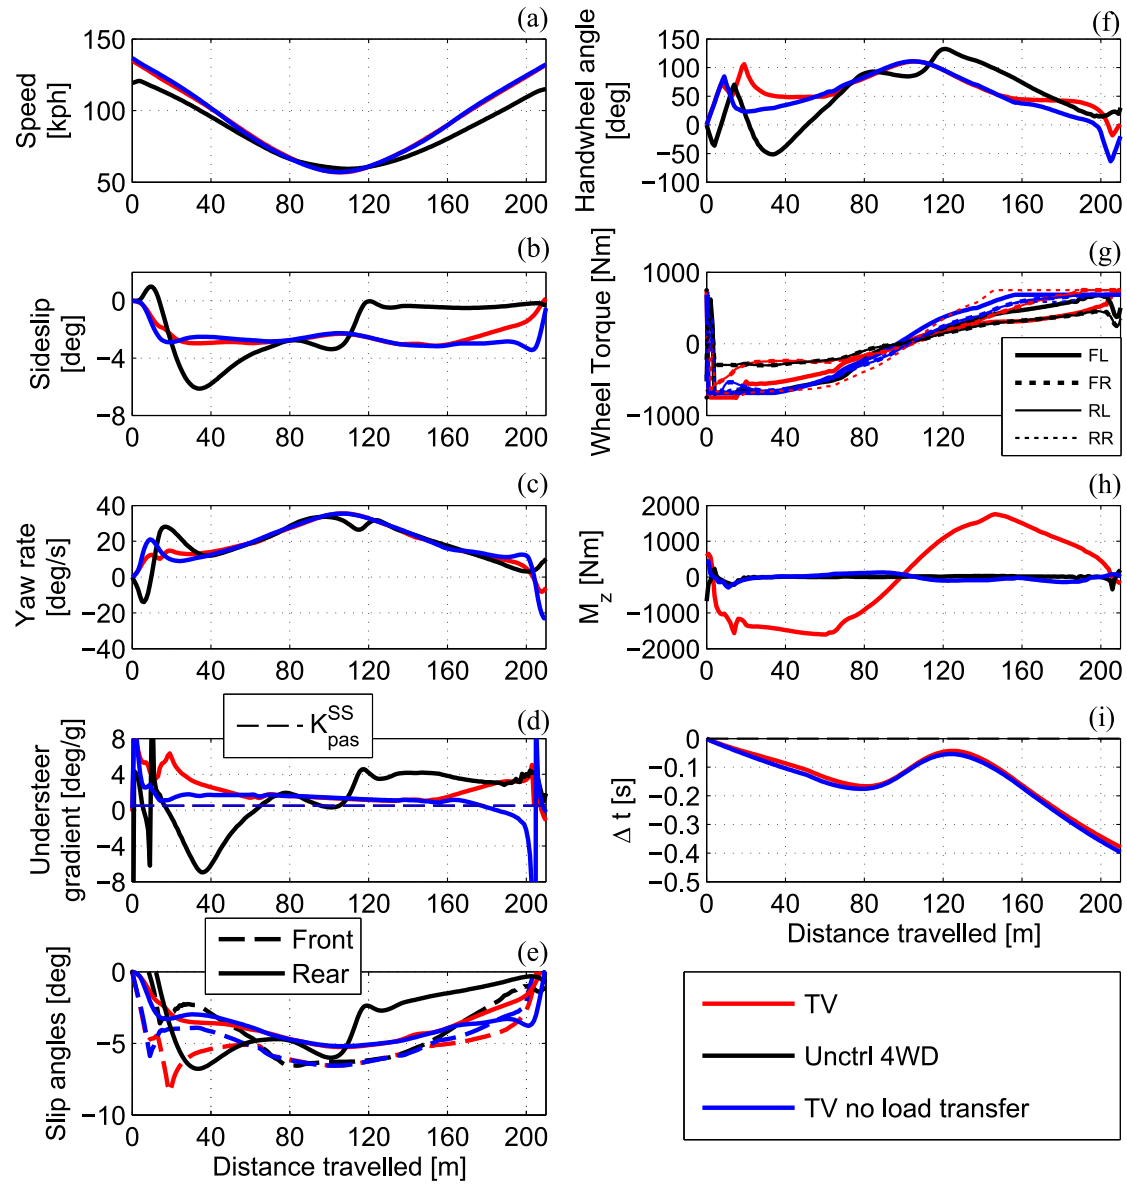 (a)
150
100
50
0 40 80 120 160 200
Speed
[kph]
(b)
0
−4
−8
0 40 80 120 160 200
Sideslip
[deg]
(c)
40
20
0
−20
−40
0 40 80 120 160 200
Yaw rate
[deg/s]
K^SS_pas
(d)
8
4
0
−4
−8
0 40 80 120 160 200
Understeer
gradient [deg/g]
Front
Rear
(e)
0
−5
−10
0 40 80 120 160 200
Slip angles [deg]
Distance travelled [m]
(f)
150
100
50
0
−50
−100
0 40 80 120 160 200
Handwheel angle
[deg]
(g)
1000
0
−1000
0 40 80 120 160 200
Wheel Torque [Nm]
FL
FR
RL
RR
(h)
2000
1000
0
−1000
−2000
0 40 80 120 160 200
M_z [Nm]
(i)
0
−0.1
−0.2
−0.3
−0.4
−0.5
0 40 80 120 160 200
Δ t [s]
Distance travelled [m]
TV
Unctrl 4WD
TV no load transfer